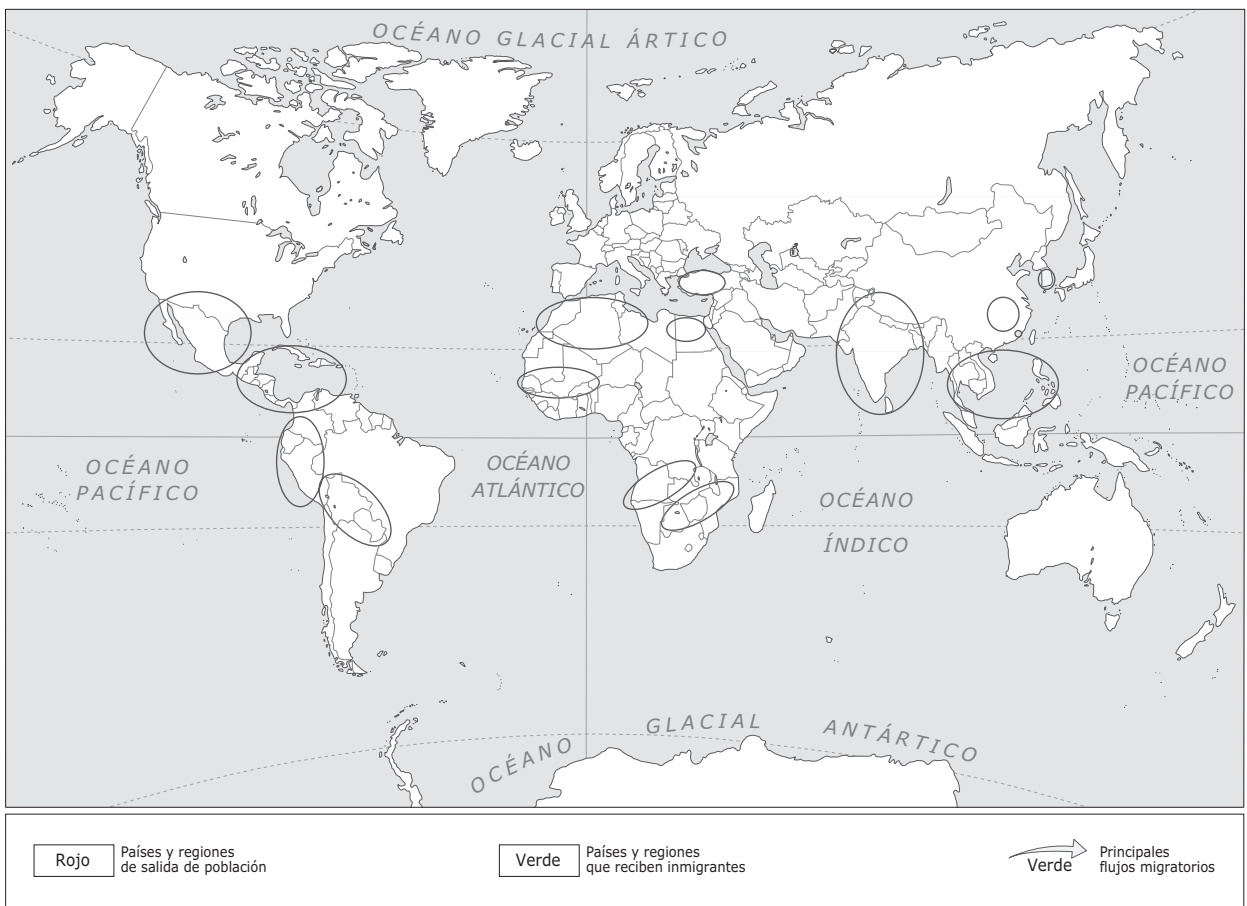 OCÉANO GLACIAL ÁRTICO
OCÉANO
PACÍFICO
OCÉANO
PACÍFICO
OCÉANO
ATLÁNTICO
OCÉANO
ÍNDICO
OCÉANO GLACIAL ANTÁRTICO
Rojo
Países y regiones
de salida de población
Verde
Países y regiones
que reciben inmigrantes
Verde
Principales
flujos migratorios